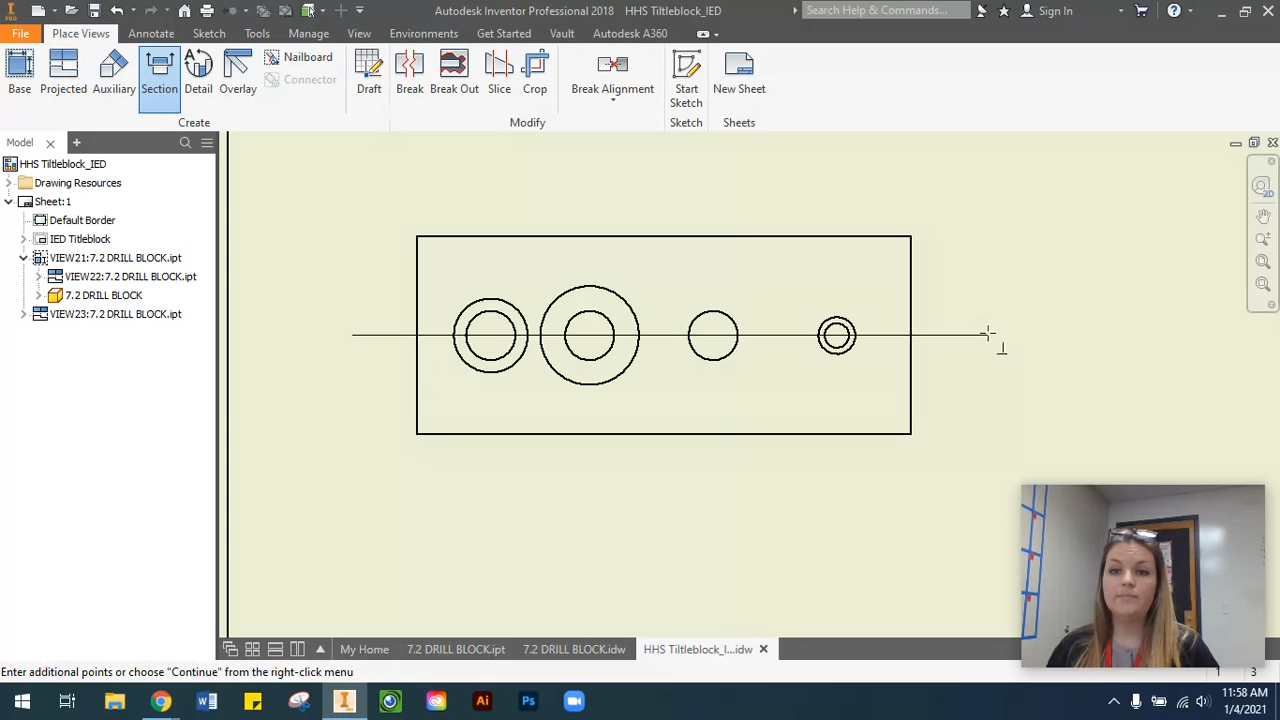 Autodesk Inventor Professional 2018 HHS Titleblock_IED
Search Help & Commands...
Sign In
File Place Views Annotate Sketch Tools Manage View Environments Get Started Vault Autodesk A360
Base Projected Auxiliary Section Detail Overlay
Nailboard
Connector
Draft Break Break Out Slice Crop Break Alignment
Start Sketch
New Sheet
Create Modify Sketch Sheets
Model
HHS Tiltleblock_IED
Drawing Resources
Sheet:1
Default Border
IED Titleblock
VIEW21:7.2 DRILL BLOCK.ipt
VIEW22:7.2 DRILL BLOCK.ipt
7.2 DRILL BLOCK
VIEW23:7.2 DRILL BLOCK.ipt
My Home 7.2 DRILL BLOCK.ipt 7.2 DRILL BLOCK.idw HHS Tiltleblock_I...idw
Enter additional points or choose "Continue" from the right-click menu
1 3
11:58 AM
1/4/2021